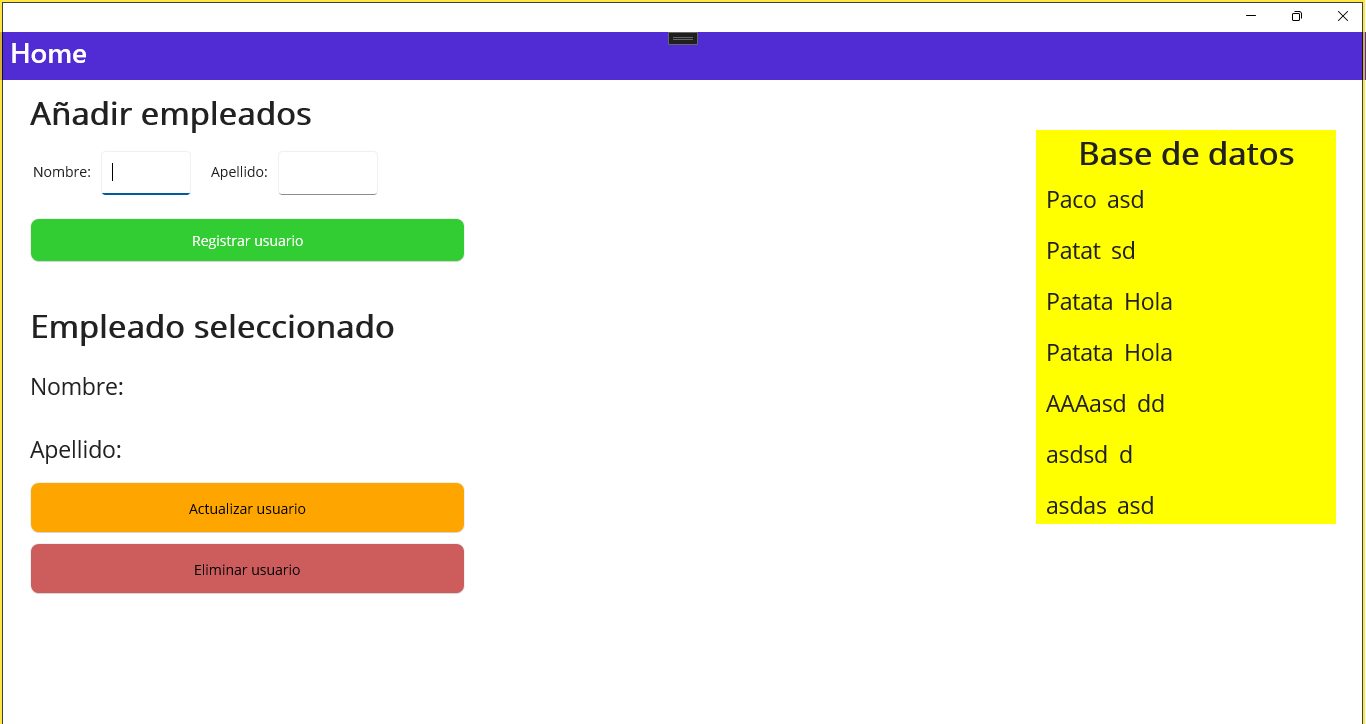 Home
Añadir empleados
Nombre: Apellido:
Registrar usuario
Empleado seleccionado
Nombre:
Apellido:
Actualizar usuario
Eliminar usuario
Base de datos
Paco asd
Patat sd
Patata Hola
Patata Hola
AAAasd dd
asdsd d
asdas asd